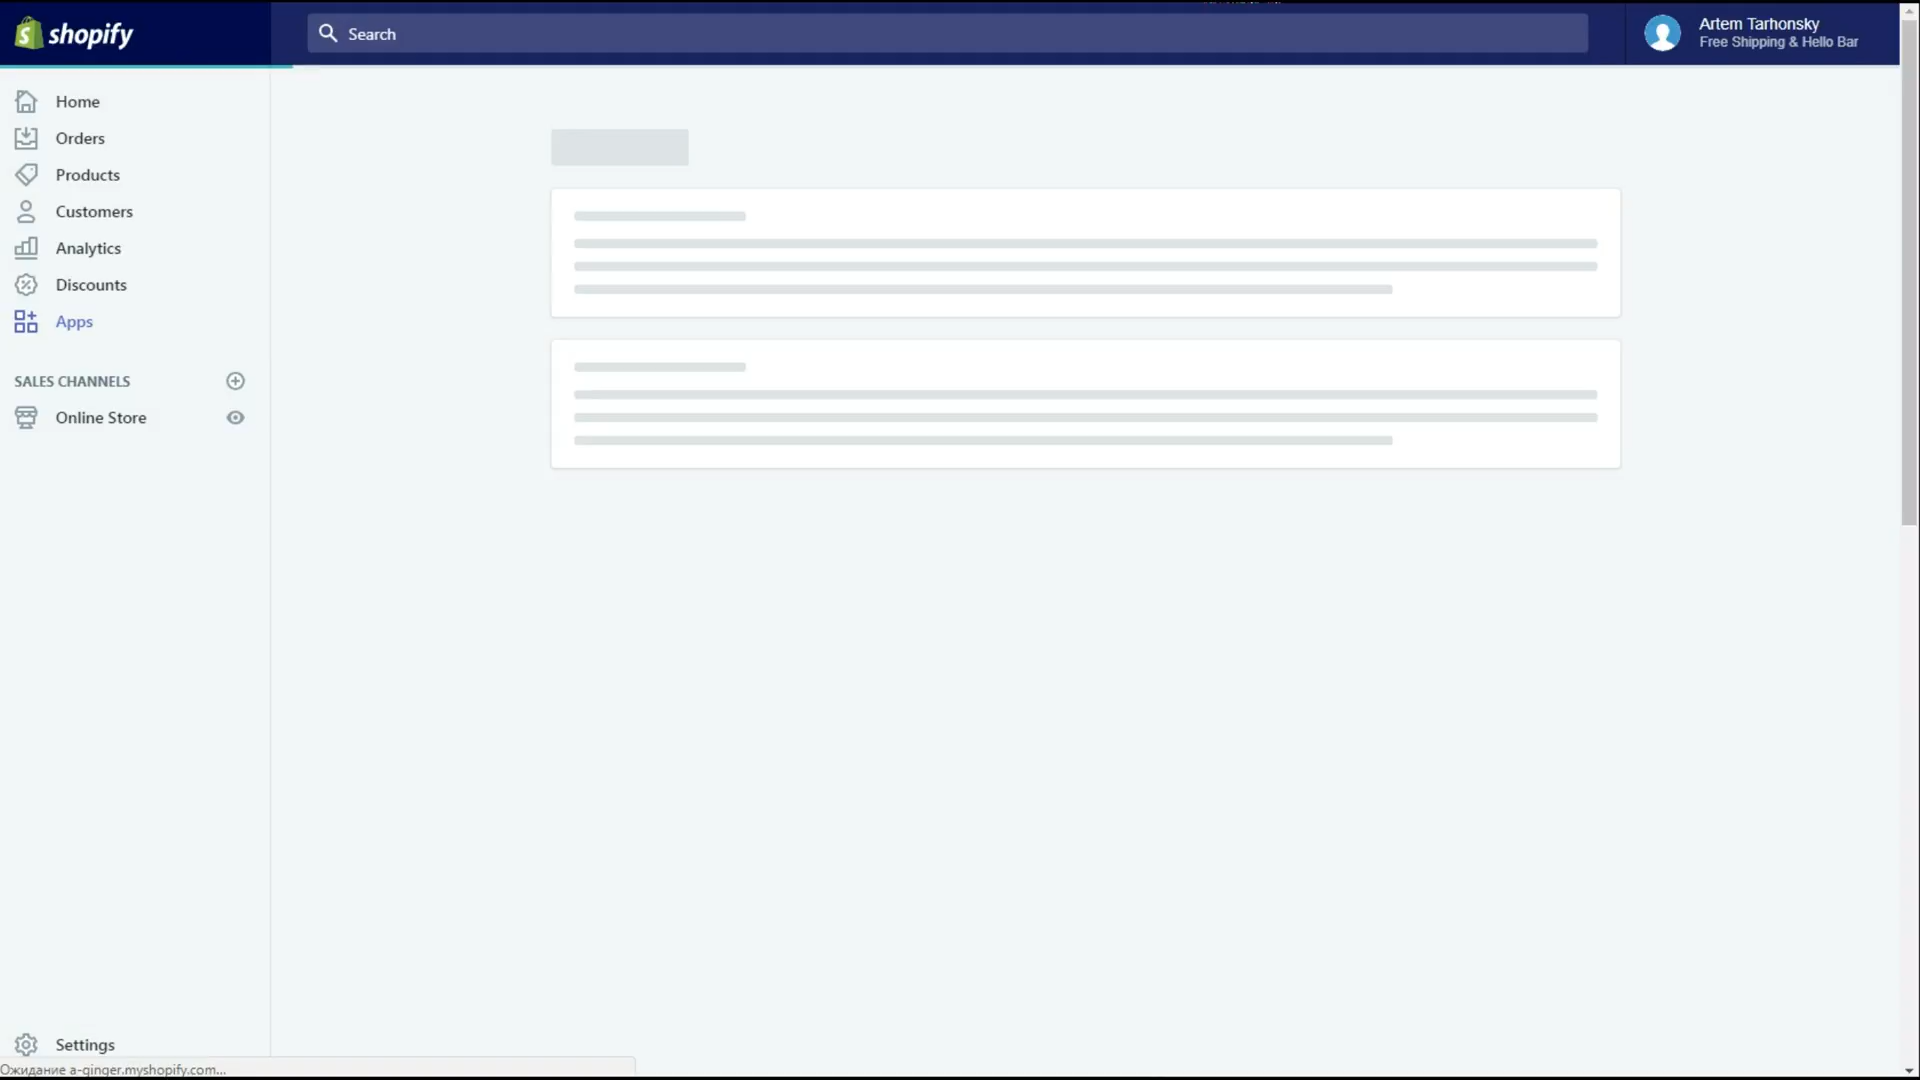 shopify
Search
Artem Tarhonsky
Free Shipping & Hello Bar
Home
Orders
Products
Customers
Analytics
Discounts
Apps
SALES CHANNELS
Online Store
Settings
Ожидание a-ginger.myshopify.com...